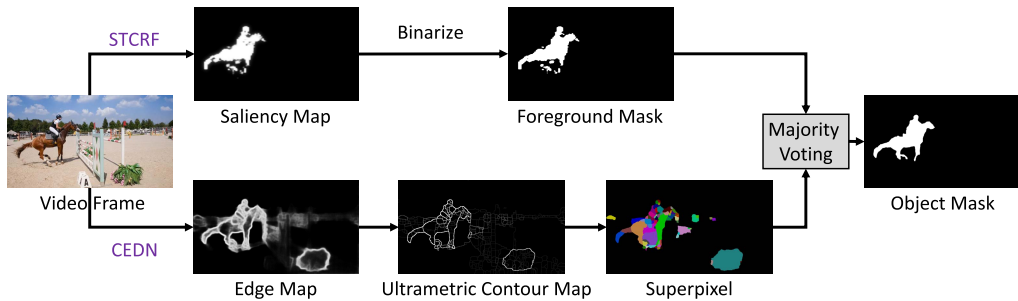 STCRF
Binarize
Saliency Map
Foreground Mask
Majority
Voting
Video Frame
Object Mask
CEDN
Edge Map
Ultrametric Contour Map
Superpixel